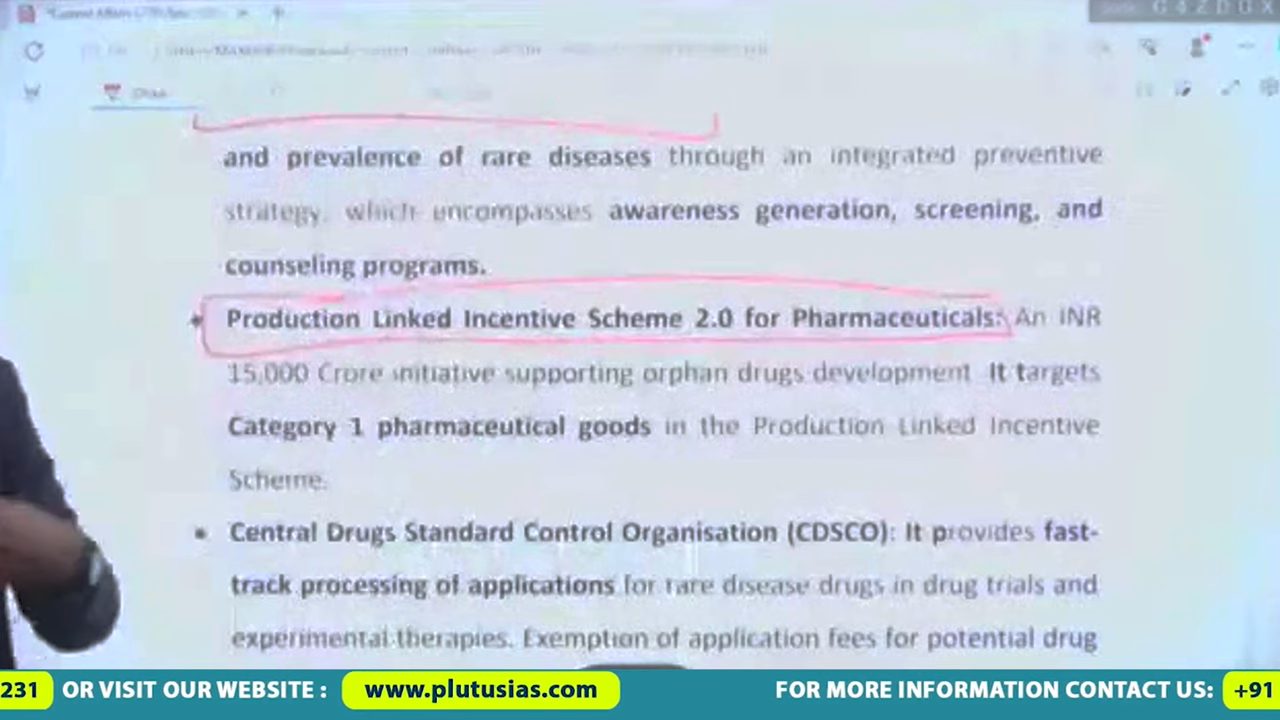 and prevalence of rare diseases through an integrated preventive
strategy, which encompasses awareness generation, screening, and
counseling programs.
Production Linked Incentive Scheme 2.0 for Pharmaceuticals: An INR
15,000 Crore initiative supporting orphan drugs development. It targets
Category 1 pharmaceutical goods in the Production Linked Incentive
Scheme.
Central Drugs Standard Control Organisation (CDSCO): It provides fast-
track processing of applications for rare disease drugs in drug trials and
experimental therapies. Exemption of application fees for potential drug
231 OR VISIT OUR WEBSITE : www.plutusias.com FOR MORE INFORMATION CONTACT US: +91